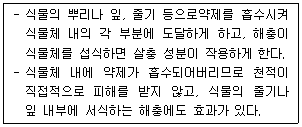 - 식물의 뿌리나 잎, 줄기 등으로약제를 흡수시켜
식물체 내의 각 부분에 도달하게 하고, 해충이
식물체를 섭식하면 살충 성분이 작용하게 한다.
- 식물체 내에 약제가 흡수되어버리므로 천적이
직접적으로 피해를 받지 않고, 식물의 줄기나
잎 내부에 서식하는 해충에도 효과가 있다.